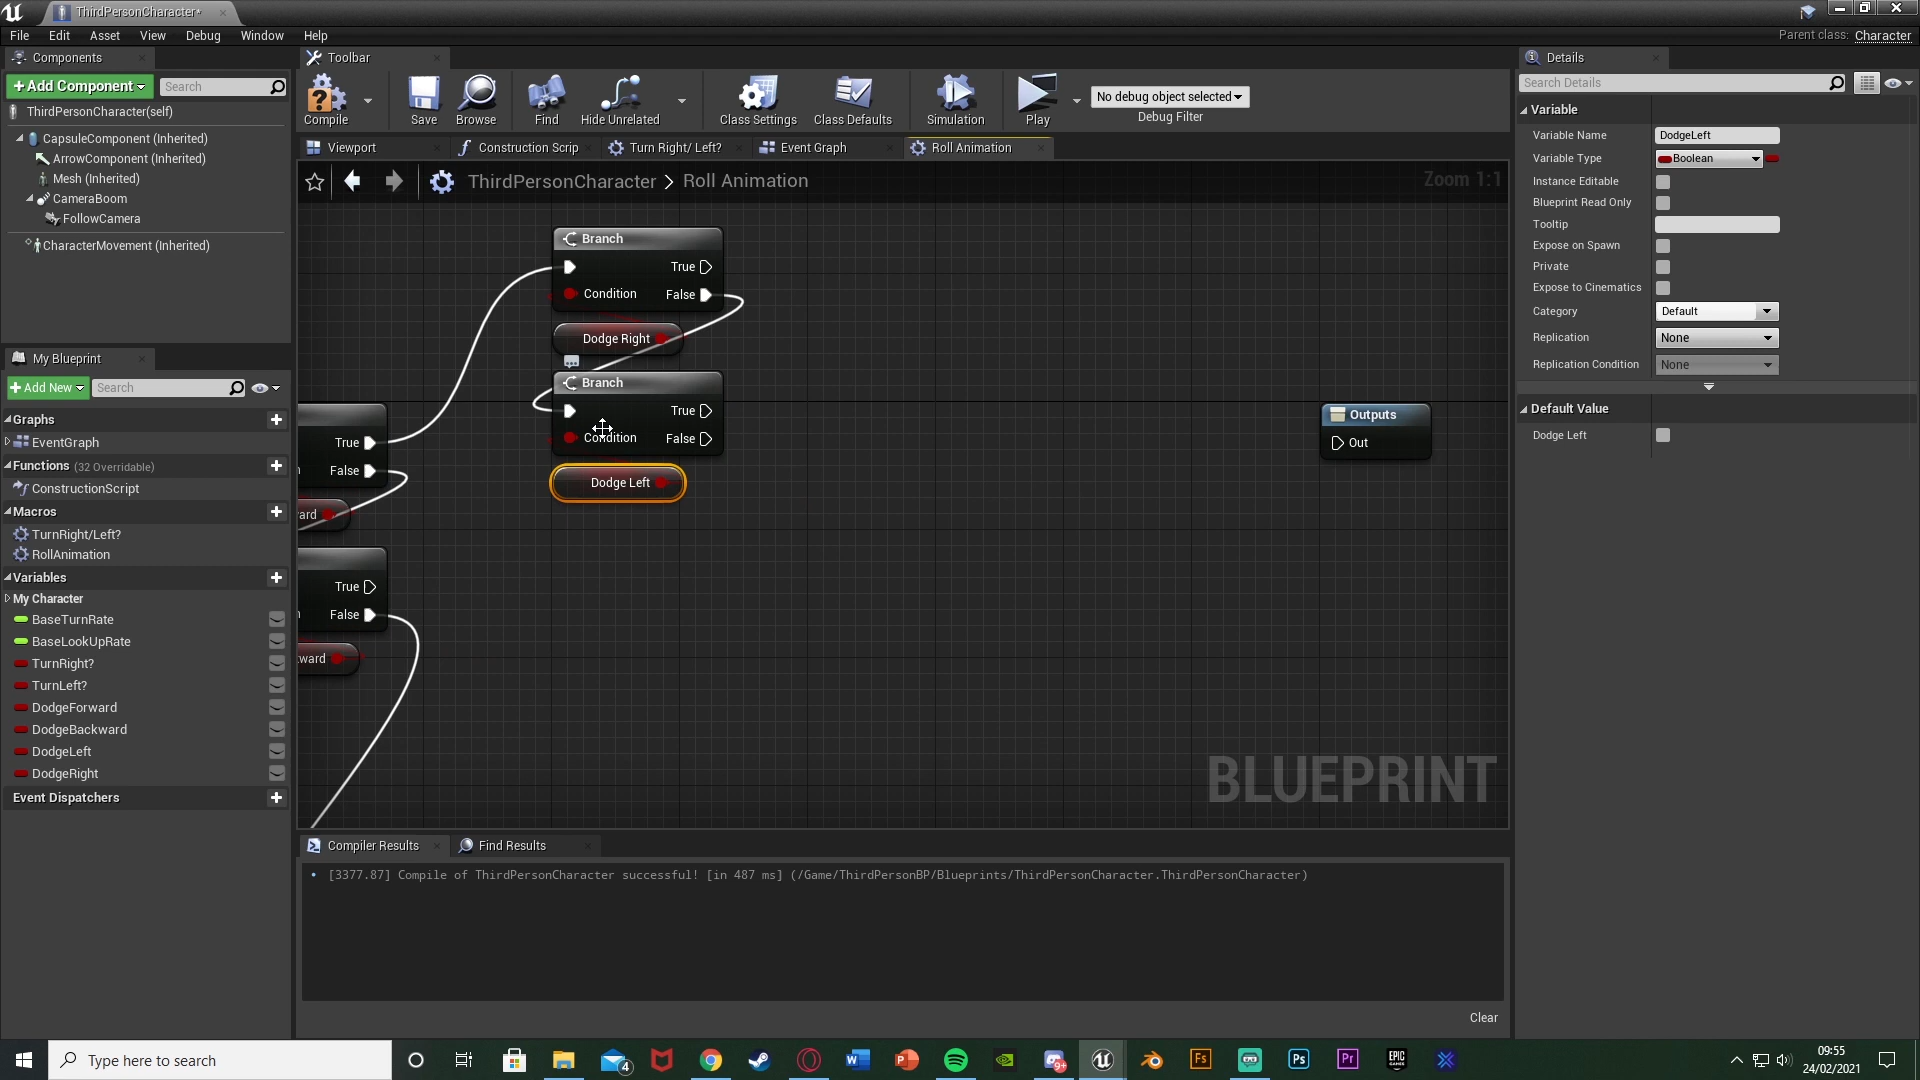 ThirdPersonCharacter*
File Edit Asset View Debug Window Help
Parent class: Character
Components
Toolbar
Details
+Add Component
Search
Search Details
ThirdPersonCharacter(self)
CapsuleComponent (Inherited)
ArrowComponent (Inherited)
Mesh (Inherited)
CameraBoom
FollowCamera
CharacterMovement (Inherited)
Compile
Save
Browse
Find
Hide Unrelated
Class Settings
Class Defaults
Simulation
Play
No debug object selected
Debug Filter
Viewport
Construction Scrip
Turn Right/ Left?
Event Graph
Roll Animation
ThirdPersonCharacter > Roll Animation
Zoom 1:1
Branch
True
Condition
False
Dodge Right
Branch
True
Condition
False
Dodge Left
True
False
ard
True
False
ward
Outputs
Out
BLUEPRINT
My Blueprint
+Add New
Search
Graphs
EventGraph
Functions (32 Overridable)
ConstructionScript
Macros
TurnRight/Left?
RollAnimation
Variables
My Character
BaseTurnRate
BaseLookUpRate
TurnRight?
TurnLeft?
DodgeForward
DodgeBackward
DodgeLeft
DodgeRight
Event Dispatchers
Variable
Variable Name DodgeLeft
Variable Type Boolean
Instance Editable
Blueprint Read Only
Tooltip
Expose on Spawn
Private
Expose to Cinematics
Category Default
Replication None
Replication Condition None
Default Value
Dodge Left
Compiler Results
Find Results
[3377.87] Compile of ThirdPersonCharacter successful! [in 487 ms] (/Game/ThirdPersonBP/Blueprints/ThirdPersonCharacter.ThirdPersonCharacter)
Clear
Type here to search
4
9+
Fs
Ps
Pr
EPIC
09:55
24/02/2021